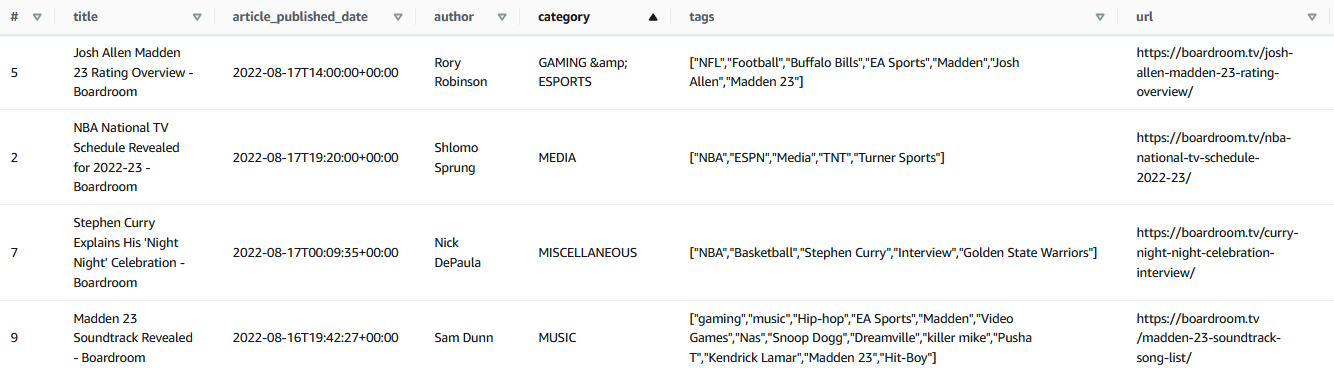 # title article_published_date author category tags url
5 Josh Allen Madden 23 Rating Overview - Boardroom 2022-08-17T14:00:00+00:00 Rory Robinson GAMING &amp; ESPORTS ["NFL","Football","Buffalo Bills","EA Sports","Madden","Josh Allen","Madden 23"] https://boardroom.tv/josh-allen-madden-23-rating-overview/
2 NBA National TV Schedule Revealed for 2022-23 - Boardroom 2022-08-17T19:20:00+00:00 Shlomo Sprung MEDIA ["NBA","ESPN","Media","TNT","Turner Sports"] https://boardroom.tv/nba-national-tv-schedule-2022-23/
7 Stephen Curry Explains His 'Night Night' Celebration - Boardroom 2022-08-17T00:09:35+00:00 Nick DePaula MISCELLANEOUS ["NBA","Basketball","Stephen Curry","Interview","Golden State Warriors"] https://boardroom.tv/curry-night-night-celebration-interview/
9 Madden 23 Soundtrack Revealed - Boardroom 2022-08-16T19:42:27+00:00 Sam Dunn MUSIC ["gaming","music","Hip-hop","EA Sports","Madden","Video Games","Nas","Snoop Dogg","Dreamville","killer mike","Pusha T","Kendrick Lamar","Madden 23","Hit-Boy"] https://boardroom.tv/madden-23-soundtrack-song-list/